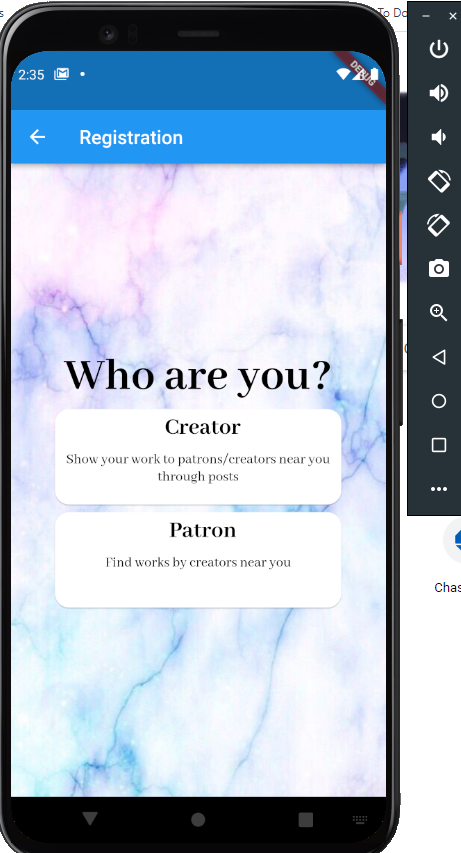 s
To Do
2:35
DEBUG
Registration
Who are you?
Creator
Show your work to patrons/creators near you
through posts
Patron
Find works by creators near you
Chas